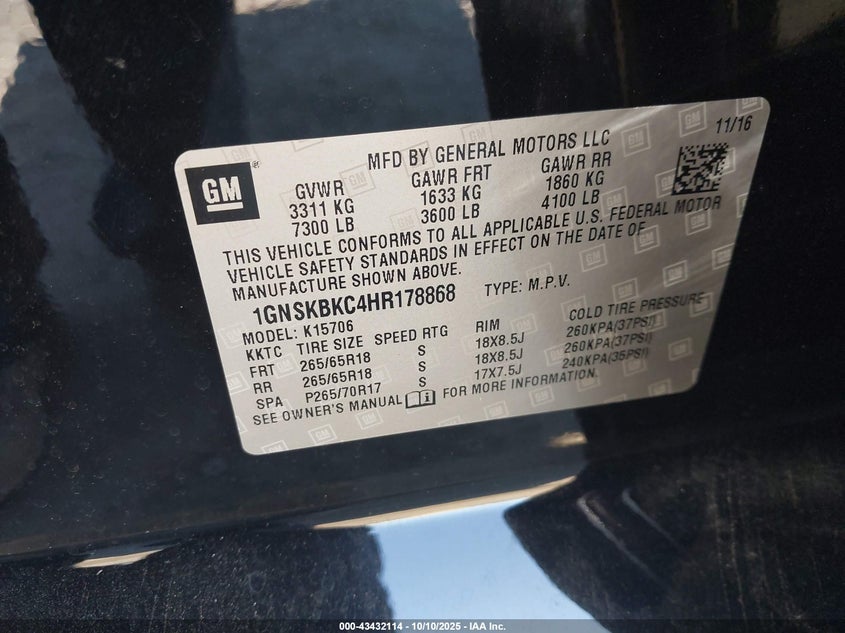 GM
MFD BY GENERAL MOTORS LLC
11/16
GVWR GAWR FRT GAWR RR
3311 KG 1633 KG 1860 KG
7300 LB 3600 LB 4100 LB
THIS VEHICLE CONFORMS TO ALL APPLICABLE U.S. FEDERAL MOTOR
VEHICLE SAFETY STANDARDS IN EFFECT ON THE DATE OF
MANUFACTURE SHOWN ABOVE.
1GNSKBKC4HR178868 TYPE: M.P.V.
MODEL: K15706
KKTC TIRE SIZE SPEED RTG RIM COLD TIRE PRESSURE
FRT 265/65R18 S 18X8.5J 260KPA(37PSI)
RR 265/65R18 S 18X8.5J 260KPA(37PSI)
SPA P265/70R17 S 17X7.5J 240KPA(35PSI)
SEE OWNER'S MANUAL FOR MORE INFORMATION.
000-43432114 - 10/10/2025 - IAA Inc.